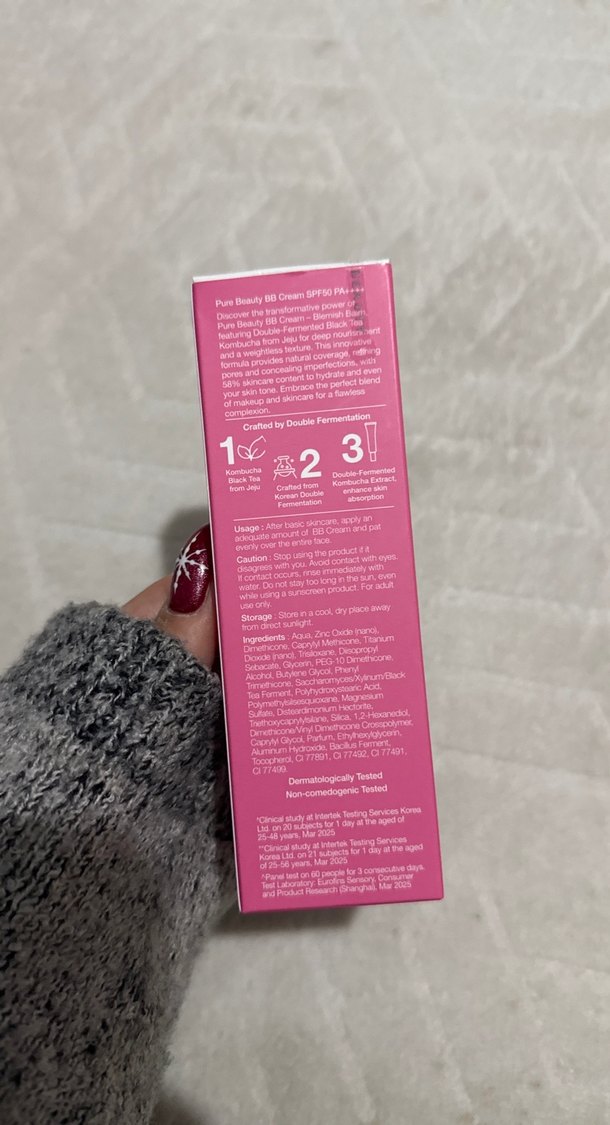 Pure Beauty BB Cream SPF50 PA++++
Discover the transformative power of
Pure Beauty BB Cream – Blemish Balm
featuring Double-Fermented Black Tea
Kombucha from Jeju for deep nourishment
and a weightless texture. This innovative
formula provides natural coverage, refining
pores and concealing imperfections, with
58% skincare content to hydrate and even
your skin tone. Embrace the perfect blend
of makeup and skincare for a flawless
complexion.
Crafted by Double Fermentation
1
Kombucha
Black Tea
from Jeju
2
Crafted from
Korean Double
Fermentation
3
Double-Fermented
Kombucha Extract,
enhance skin
absorption
Usage : After basic skincare, apply an
adequate amount of BB Cream and pat
evenly over the entire face.
Caution : Stop using the product if it
disagrees with you. Avoid contact with eyes.
If contact occurs, rinse immediately with
water. Do not stay too long in the sun, even
while using a sunscreen product. For adult
use only.
Storage : Store in a cool, dry place away
from direct sunlight.
Ingredients : Aqua, Zinc Oxide (nano),
Dimethicone, Caprylyl Methicone, Titanium
Dioxide (nano), Trisiloxane, Diisopropyl
Sebacate, Glycerin, PEG-10 Dimethicone,
Alcohol, Butylene Glycol, Phenyl
Trimethicone, Saccharomyces/Xylinum/Black
Tea Ferment, Polyhydroxystearic Acid,
Polymethylsilsesquioxane, Magnesium
Sulfate, Disteardimonium Hectorite,
Triethoxycaprylylsilane, Silica, 1,2-Hexanediol,
Dimethicone/Vinyl Dimethicone Crosspolymer,
Caprylyl Glycol, Parfum, Ethylhexylglycerin,
Aluminum Hydroxide, Bacillus Ferment,
Tocopherol, CI 77891, CI 77492, CI 77491,
CI 77499
Dermatologically Tested
Non-comedogenic Tested
*Clinical study at Intertek Testing Services Korea
Ltd. on 20 subjects for 1 day at the aged of
25-48 years, Mar 2025
**Clinical study at Intertek Testing Services
Korea Ltd. on 21 subjects for 1 day at the aged
of 25-56 years, Mar 2025
^Panel test on 60 people for 3 consecutive days,
Test Laboratory: Eurofins Sensory, Consumer
and Product Research (Shanghai), Mar 2025